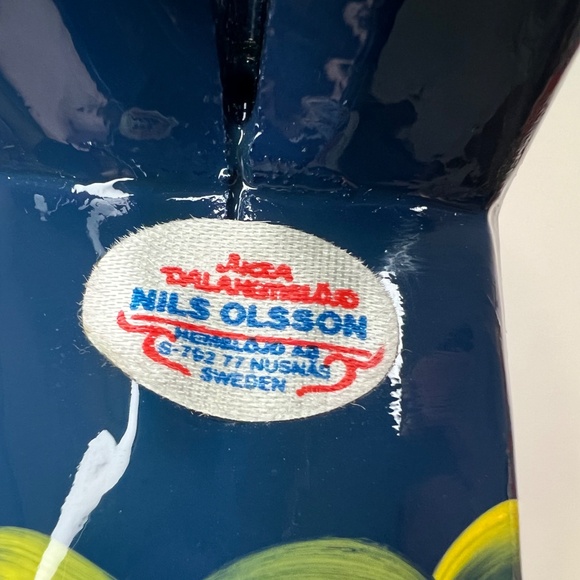 Äkta
DALAHEMSLÖJD
NILS OLSSON
HEMSLÖJD AB
S-792 77 NUSNÄS
SWEDEN